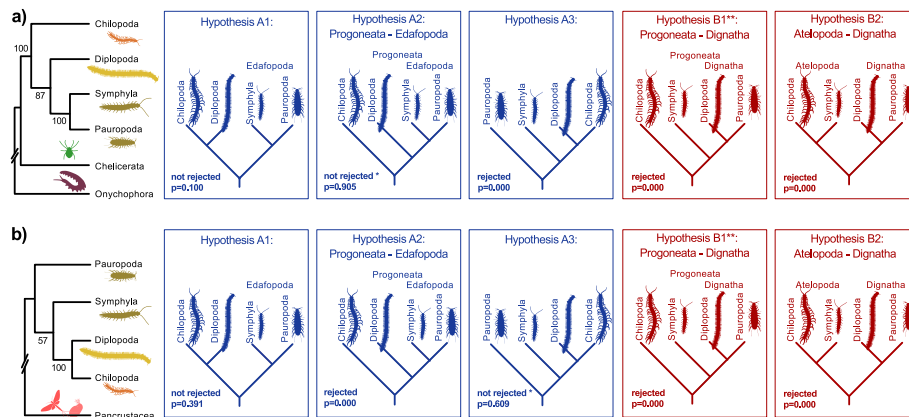 a)
Chilopoda
100
Diplopoda
87
Symphyla
100
Pauropoda
Chelicerata
Onychophora
Hypothesis A1:
Edafopoda
Chilopoda
Diplopoda
Symphyla
Pauropoda
not rejected
p=0.100
Hypothesis A2:
Progoneata - Edafopoda
Progoneata
Edafopoda
Chilopoda
Diplopoda
Symphyla
Pauropoda
not rejected *
p=0.905
Hypothesis A3:
Pauropoda
Symphyla
Diplopoda
Chilopoda
rejected
p=0.000
Hypothesis B1**:
Progoneata - Dignatha
Progoneata
Dignatha
Chilopoda
Symphyla
Diplopoda
Pauropoda
rejected
p=0.000
Hypothesis B2:
Atelopoda - Dignatha
Atelopoda
Dignatha
Chilopoda
Symphyla
Diplopoda
Pauropoda
rejected
p=0.000
b)
Pauropoda
Symphyla
57
Diplopoda
100
Chilopoda
Pancrustacea
Hypothesis A1:
Edafopoda
Chilopoda
Diplopoda
Symphyla
Pauropoda
not rejected
p=0.391
Hypothesis A2:
Progoneata - Edafopoda
Progoneata
Edafopoda
Chilopoda
Diplopoda
Symphyla
Pauropoda
rejected
p=0.000
Hypothesis A3:
Pauropoda
Symphyla
Diplopoda
Chilopoda
not rejected *
p=0.609
Hypothesis B1**:
Progoneata - Dignatha
Progoneata
Dignatha
Chilopoda
Symphyla
Diplopoda
Pauropoda
rejected
p=0.000
Hypothesis B2:
Atelopoda - Dignatha
Atelopoda
Dignatha
Chilopoda
Symphyla
Diplopoda
Pauropoda
rejected
p=0.000